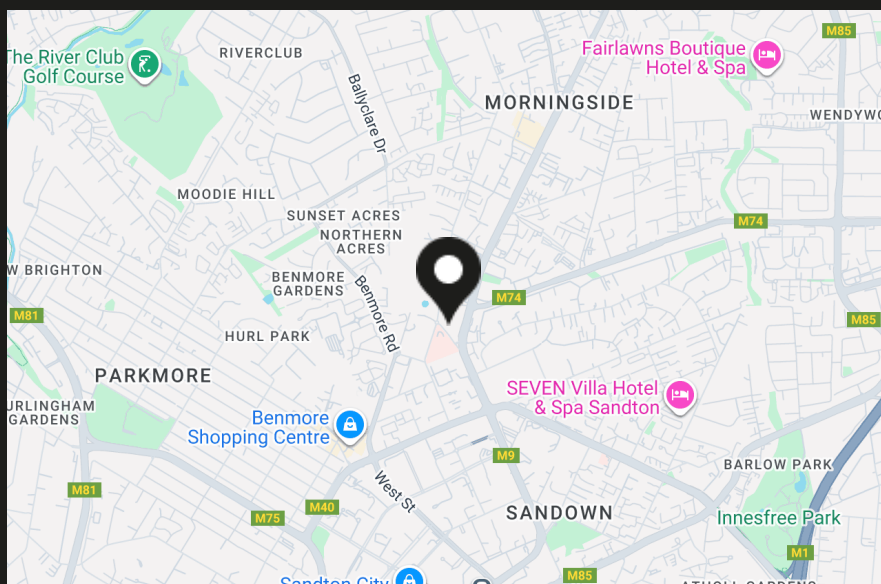 M85
The River Club
Golf Course
RIVERCLUB
Fairlawns Boutique
Hotel & Spa
Ballyclare Dr
MORNINGSIDE
MOODIE HILL
SUNSET ACRES
NORTHERN
ACRES
M74
W BRIGHTON
BENMORE
GARDENS
M74
Benmore Rd
M81
M85
HURL PARK
PARKMORE
SEVEN Villa Hotel
& Spa Sandton
URLINGHAM
GARDENS
Benmore
Shopping Centre
M9
BARLOW PARK
M81
West St
M40
M75
SANDOWN
Innesfree Park
M1
M85
Sandton City